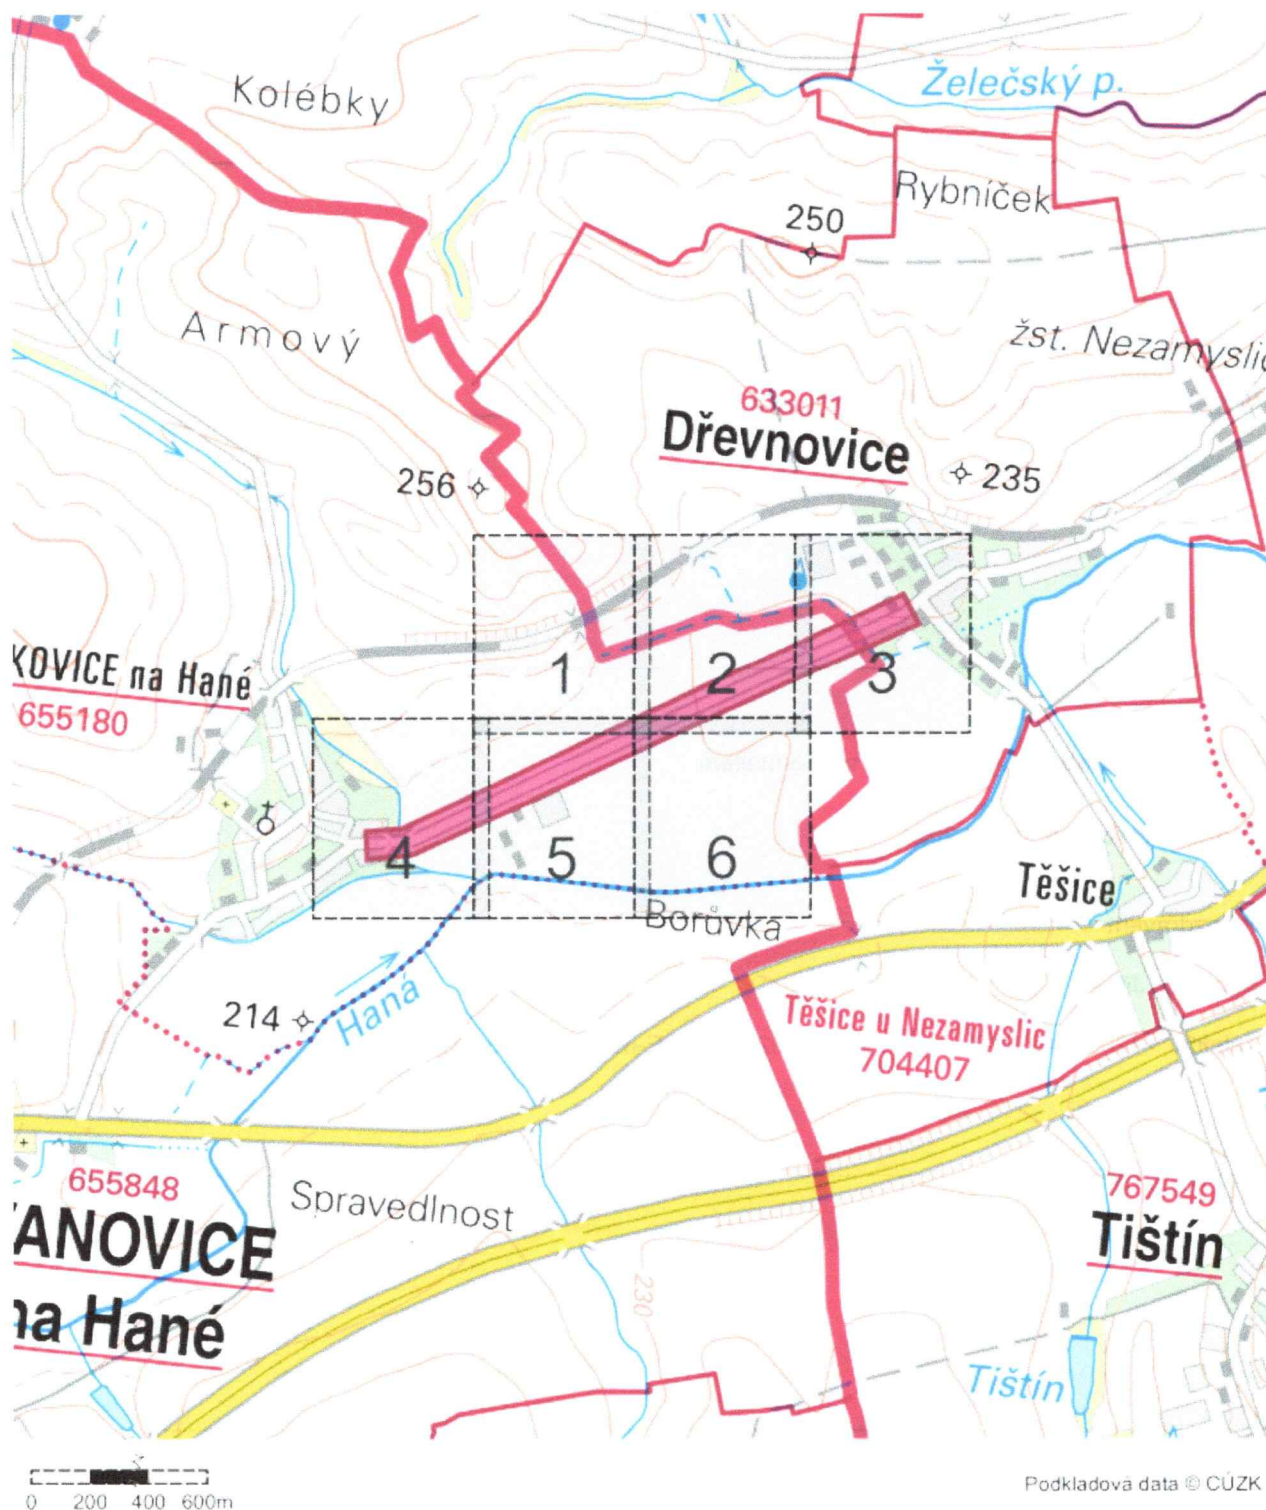 Kolébky
Želečský p.
Rybníček
250
Armový
žst. Nezamyslic
633011
Dřevnovice
256
235
KOVICE na Hané
655180
1
2
3
4
5
6
Borůvka
Těšice
214
Haná
Těšice u Nezamyslic
704407
655848
VANOVICE
na Hané
Spravedlnost
230
767549
Tištín
Tištín
0 200 400 600m
Podkladová data © ČÚZK